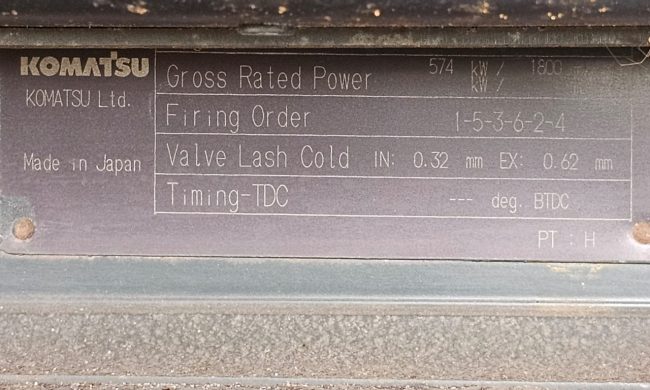 KOMATSU
KOMATSU Ltd.
Made in Japan
Gross Rated Power 574 kW / 1800
kW /
Firing Order 1-5-3-6-2-4
Valve Lash Cold IN: 0.32 mm EX: 0.62 mm
Timing-TDC --- deg. BTDC
PT : H